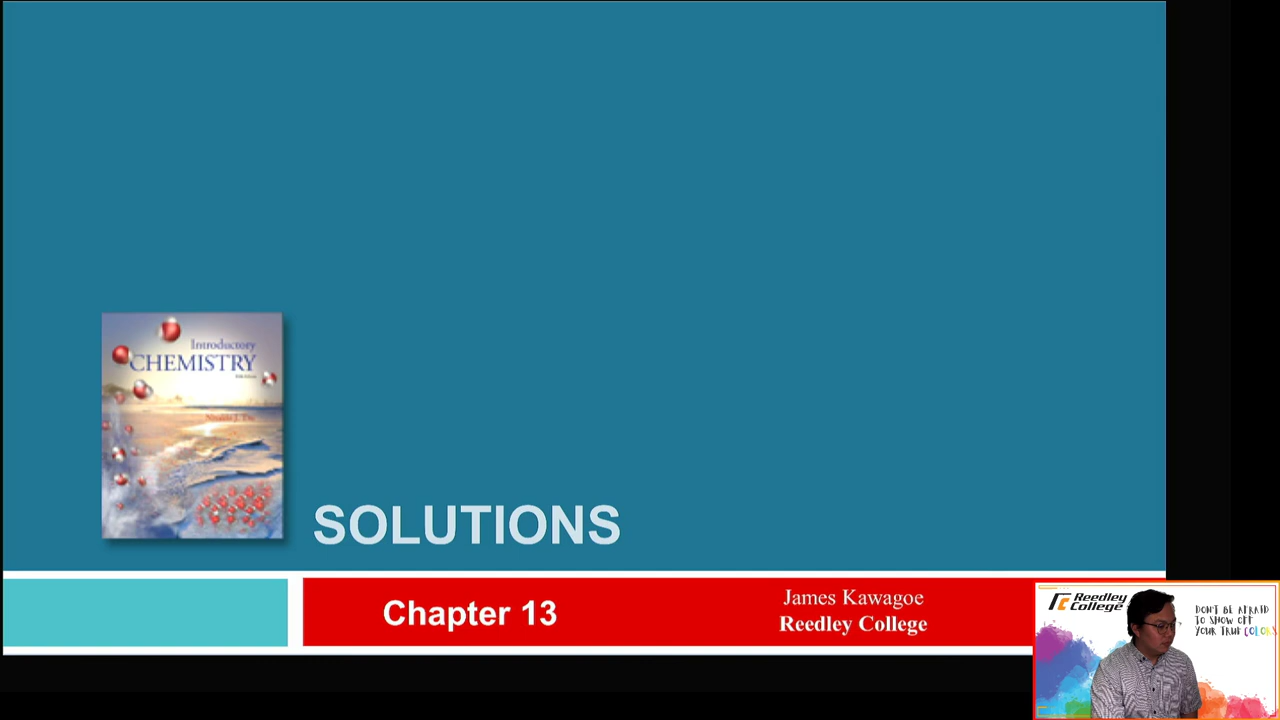 Introductory
CHEMISTRY
SOLUTIONS
Chapter 13
James Kawagoe
Reedley College
Reedley
College
DON'T BE AFRAID
TO SHOW OFF
YOUR TRUE COLORS